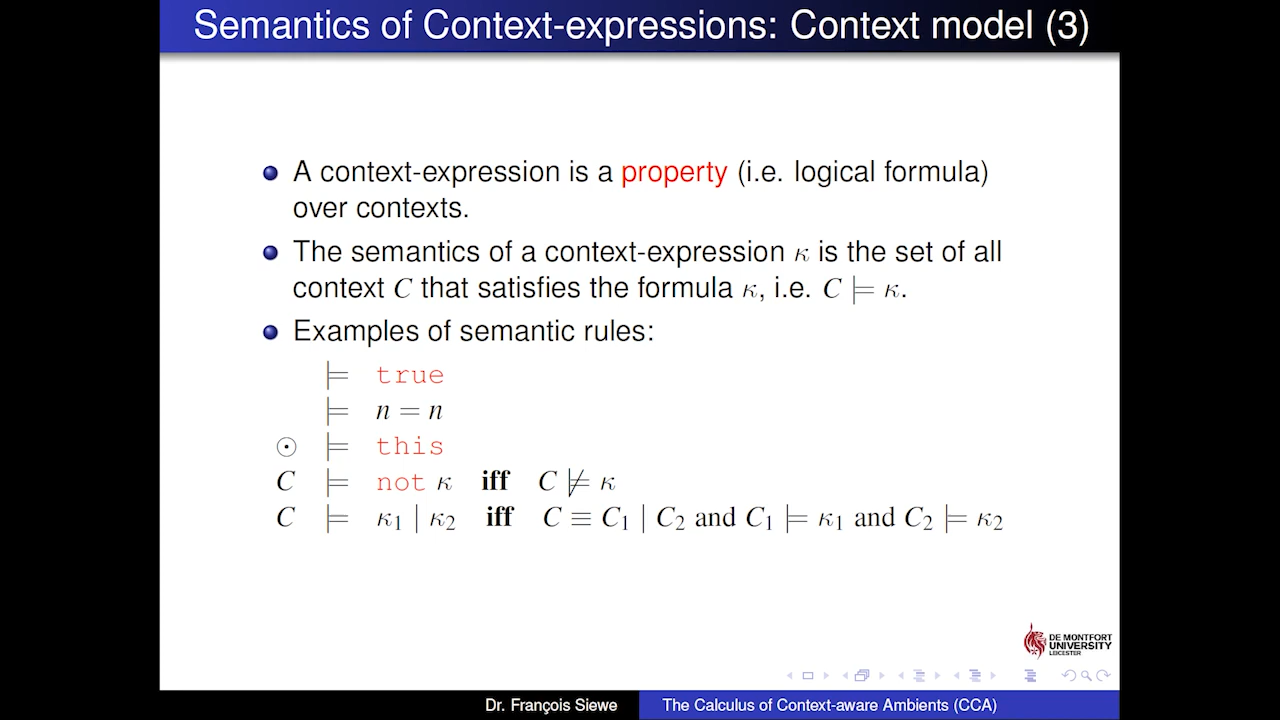 Semantics of Context-expressions: Context model (3)
A context-expression is a property (i.e. logical formula)
over contexts.
The semantics of a context-expression κ is the set of all
context C that satisfies the formula κ, i.e. C ⊨ κ.
Examples of semantic rules:
⊨ true
⊨ n = n
⊙ ⊨ this
C ⊨ not κ iff C ⊭ κ
C ⊨ κ₁ | κ₂ iff C ≡ C₁ | C₂ and C₁ ⊨ κ₁ and C₂ ⊨ κ₂
DE MONTFORT
UNIVERSITY
LEICESTER
Dr. François Siewe The Calculus of Context-aware Ambients (CCA)